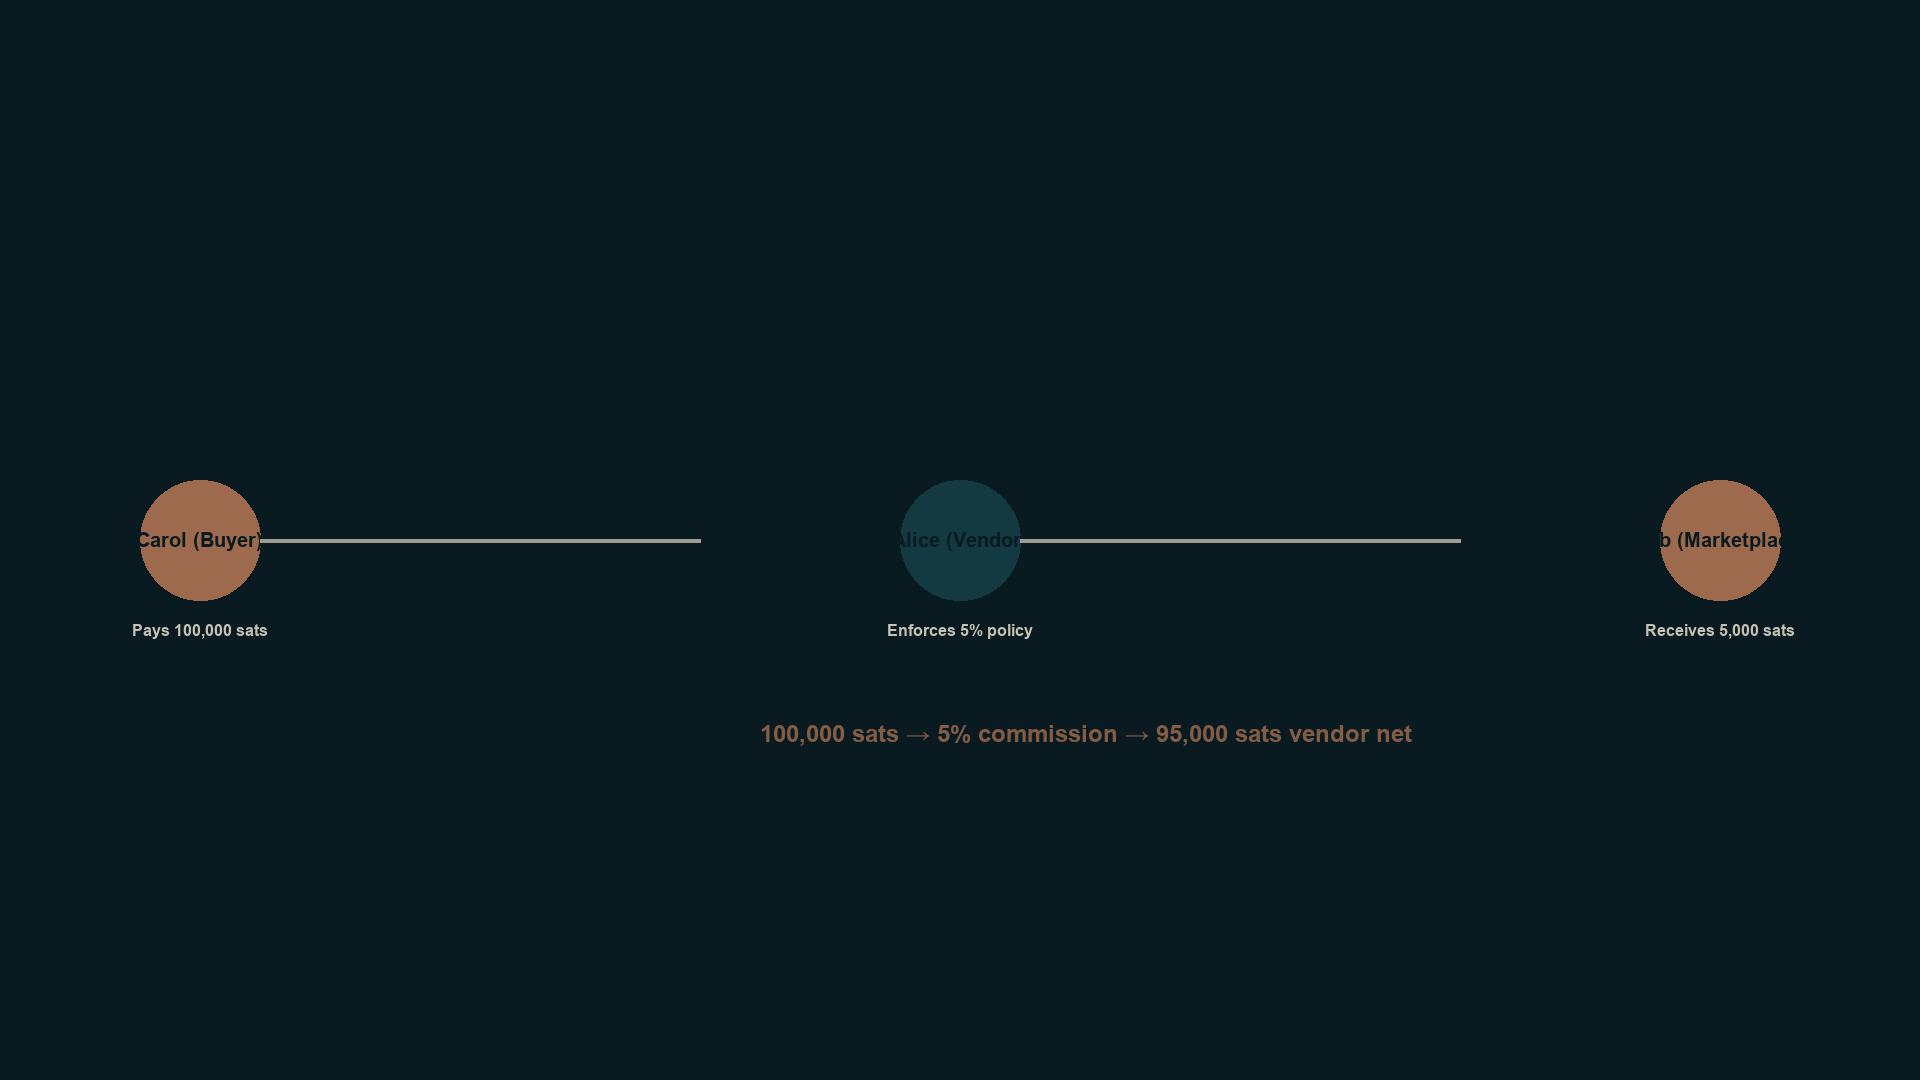 Carol (Buyer)
Alice (Vendor
b (Marketplac
Pays 100,000 sats
Enforces 5% policy
Receives 5,000 sats
100,000 sats → 5% commission → 95,000 sats vendor net